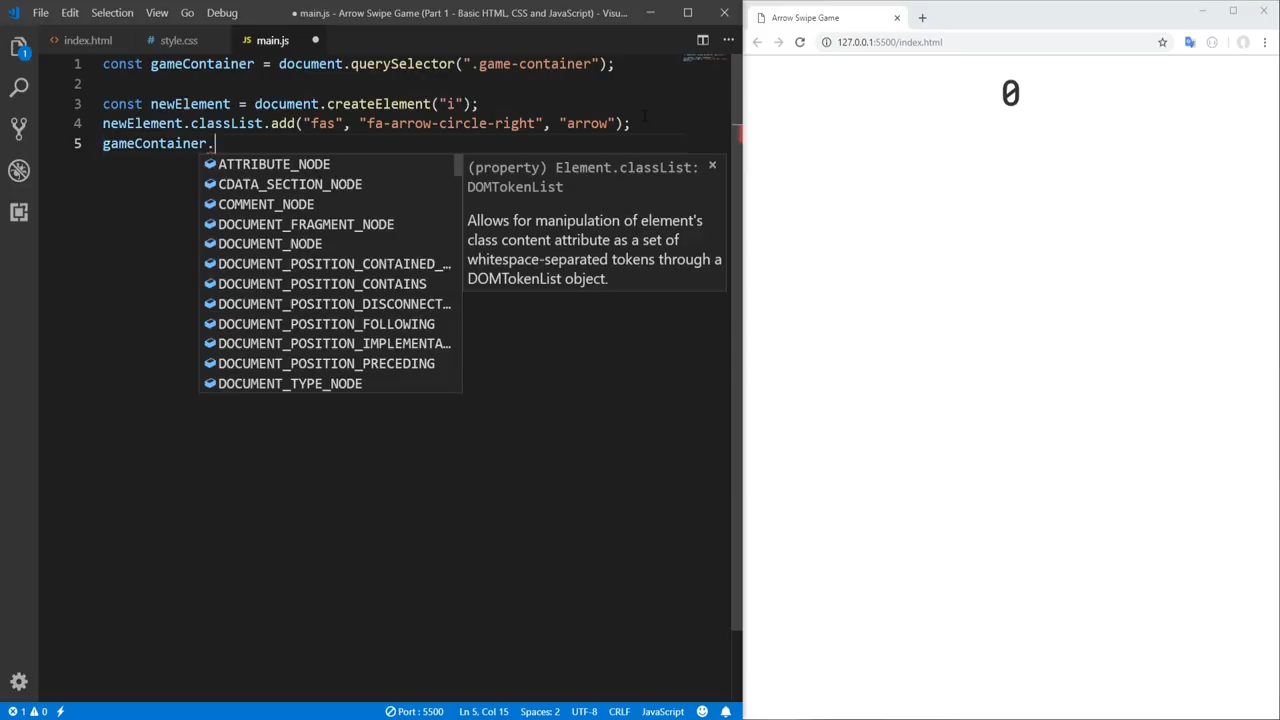 File Edit Selection View Go Debug
● main.js - Arrow Swipe Game (Part 1 - Basic HTML, CSS and JavaScript) - Visu...
<> index.html
# style.css
JS main.js ●
1 const gameContainer = document.querySelector(".game-container");
2
3 const newElement = document.createElement("i");
4 newElement.classList.add("fas", "fa-arrow-circle-right", "arrow");
5 gameContainer.
ATTRIBUTE_NODE
CDATA_SECTION_NODE
COMMENT_NODE
DOCUMENT_FRAGMENT_NODE
DOCUMENT_NODE
DOCUMENT_POSITION_CONTAINED_...
DOCUMENT_POSITION_CONTAINS
DOCUMENT_POSITION_DISCONNECT...
DOCUMENT_POSITION_FOLLOWING
DOCUMENT_POSITION_IMPLEMENTA...
DOCUMENT_POSITION_PRECEDING
DOCUMENT_TYPE_NODE
(property) Element.classList:
DOMTokenList
Allows for manipulation of element's
class content attribute as a set of
whitespace-separated tokens through a
DOMTokenList object.
1
1 0
Port : 5500
Ln 5, Col 15
Spaces: 2
UTF-8
CRLF
JavaScript
Arrow Swipe Game
127.0.0.1:5500/index.html
0